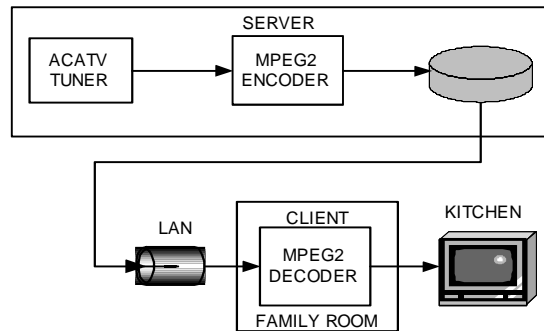 SERVER
ACATV
TUNER
MPEG2
ENCODER
LAN
CLIENT
MPEG2
DECODER
FAMILY ROOM
KITCHEN